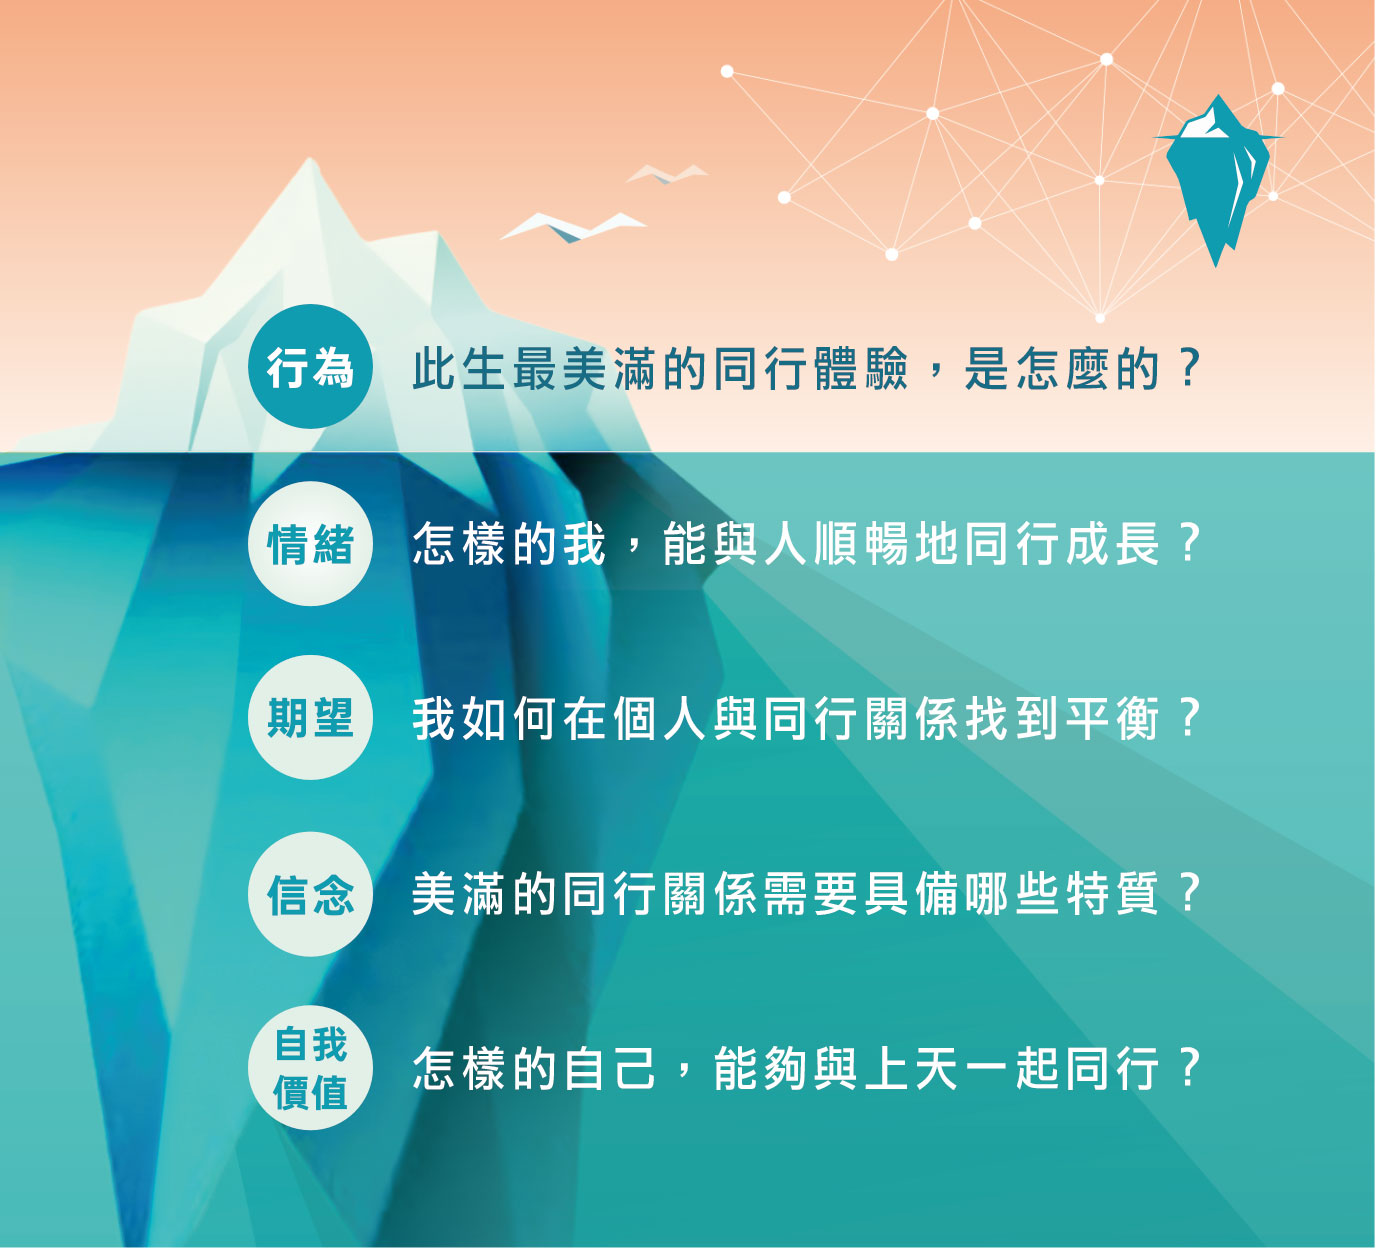 行為 此生最美滿的同行體驗，是怎麼的？
情緒 怎樣的我，能與人順暢地同行成長？
期望 我如何在個人與同行關係找到平衡？
信念 美滿的同行關係需要具備哪些特質？
自我
價值 怎樣的自己，能夠與上天一起同行？